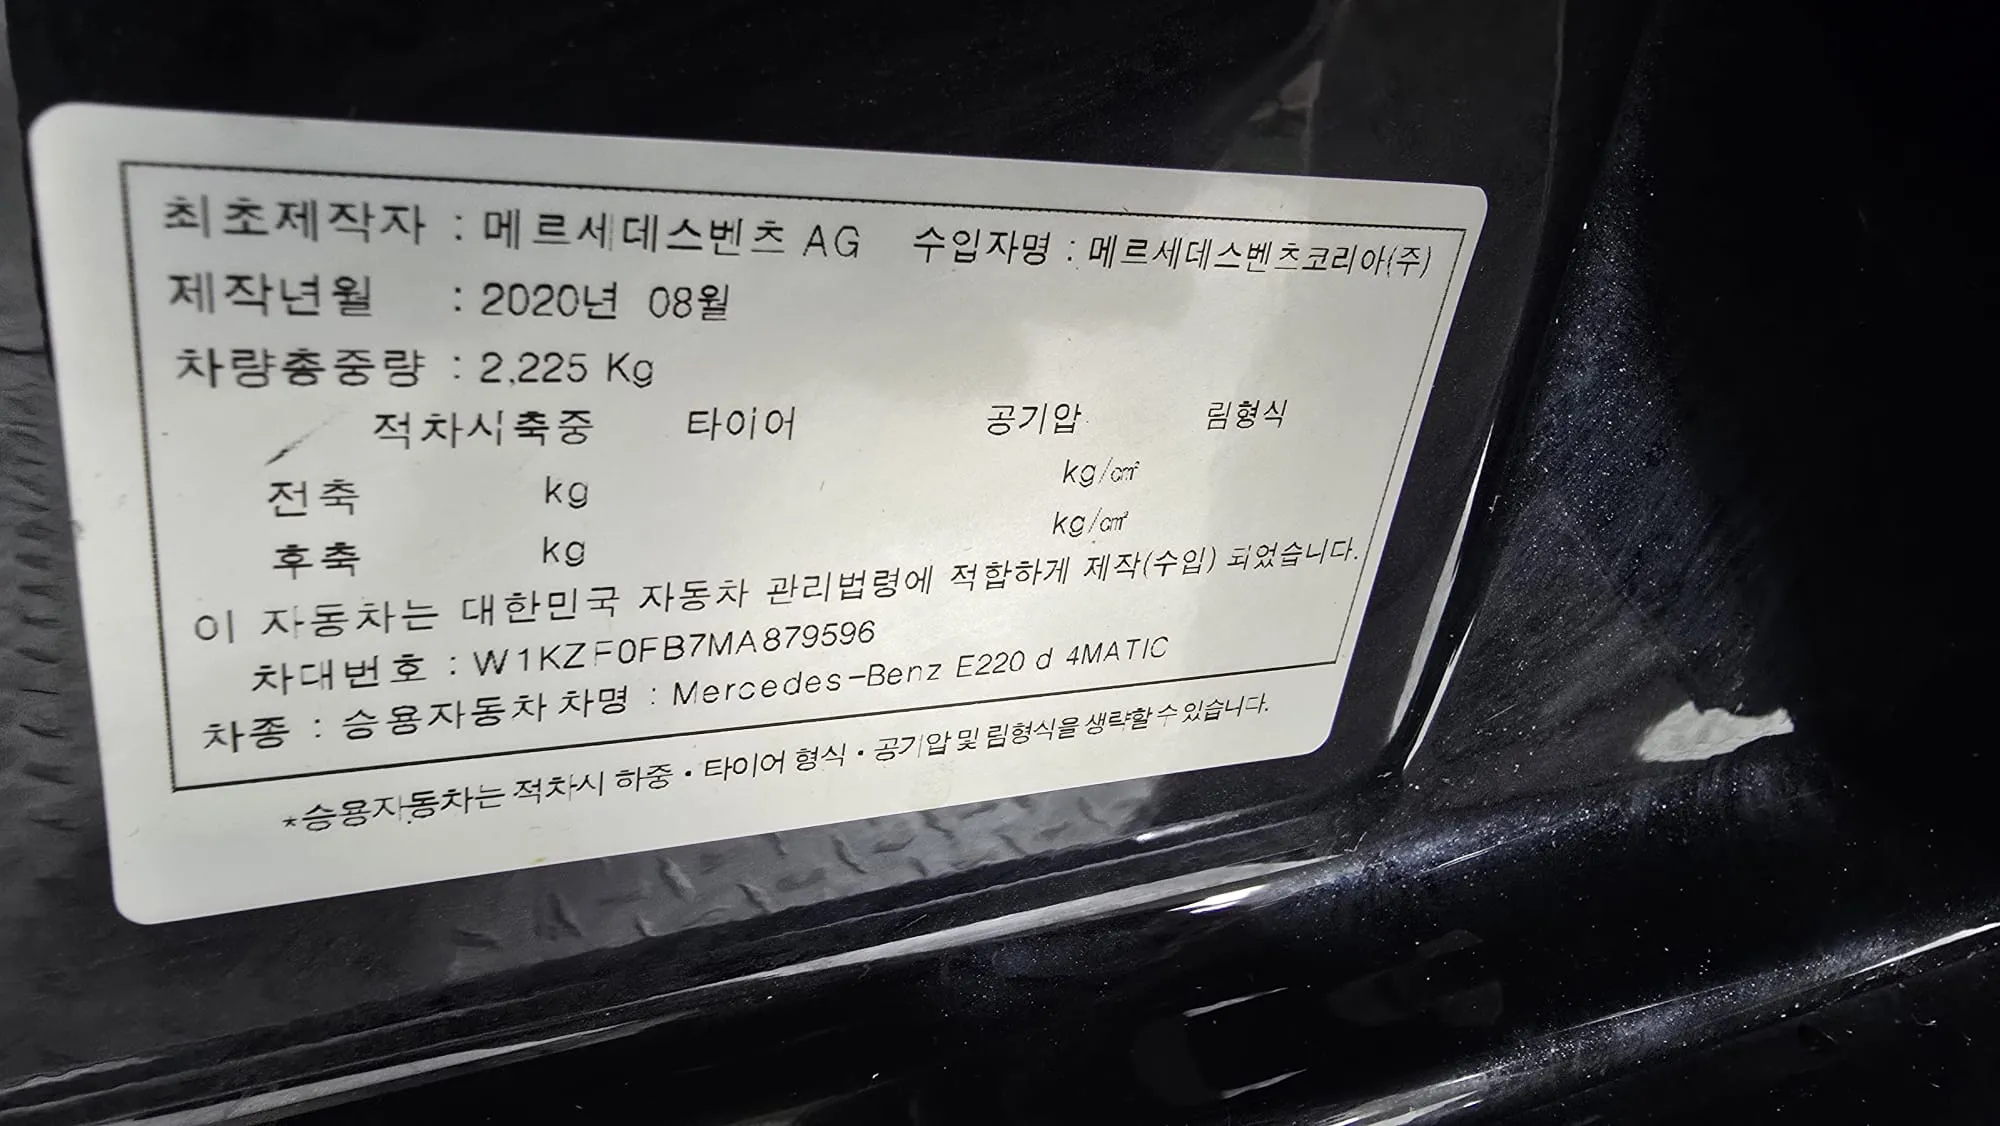 최초제작자 : 메르세데스벤츠 AG 수입자명 : 메르세데스벤츠코리아(주)
제작년월 : 2020년 08월
차량총중량 : 2,225 Kg
적차시축중 타이어 공기압 림형식
전축 kg kg/㎠
후축 kg kg/㎠
이 자동차는 대한민국 자동차 관리법령에 적합하게 제작(수입) 되었습니다.
차대번호 : W1KZF0FB7MA879596
차종 : 승용자동차 차명 : Mercedes-Benz E220 d 4MATIC
*승용자동차는 적차시 하중・타이어 형식・공기압 및 림형식을 생략할 수 있습니다.